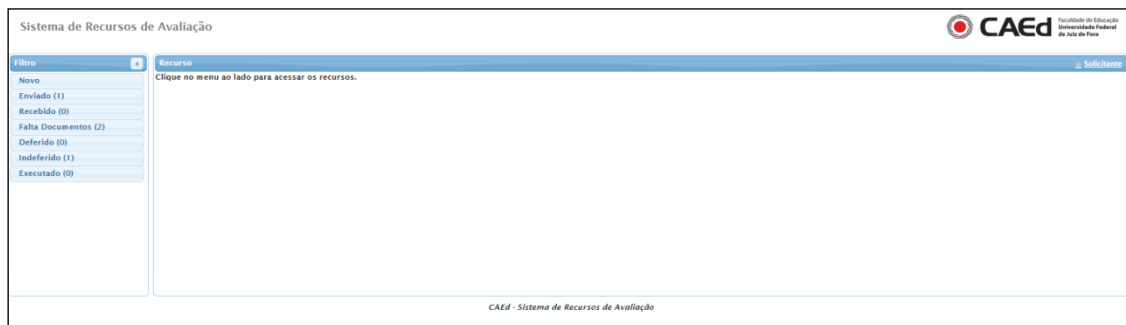 Sistema de Recursos de Avaliação
CAEd
Faculdade de Educação
Universidade Federal
de Juiz de Fora
Filtro
Recurso
Solicitante
Novo
Clique no menu ao lado para acessar os recursos.
Enviado (1)
Recebido (0)
Falta Documentos (2)
Deferido (0)
Indeferido (1)
Executado (0)
CAEd - Sistema de Recursos de Avaliação